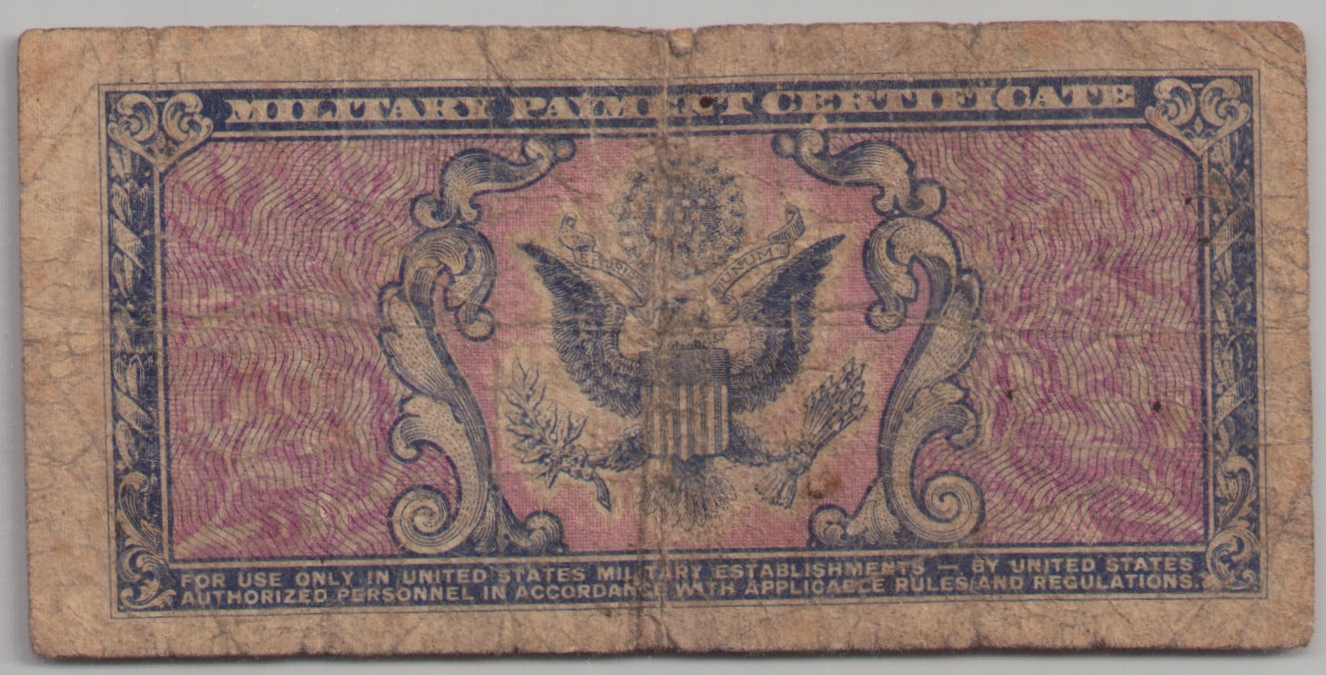 MILITARY PAYMENT CERTIFICATE
UNUM
FOR USE ONLY IN UNITED STATES MILITARY ESTABLISHMENTS — BY UNITED STATES
AUTHORIZED PERSONNEL IN ACCORDANCE WITH APPLICABLE RULES AND REGULATIONS.